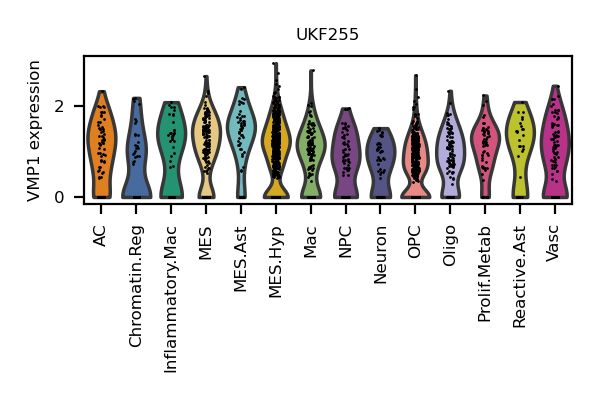 UKF255
VMP1 expression
2
0
AC
Chromatin.Reg
Inflammatory.Mac
MES
MES.Ast
MES.Hyp
Mac
NPC
Neuron
OPC
Oligo
Prolif.Metab
Reactive.Ast
Vasc